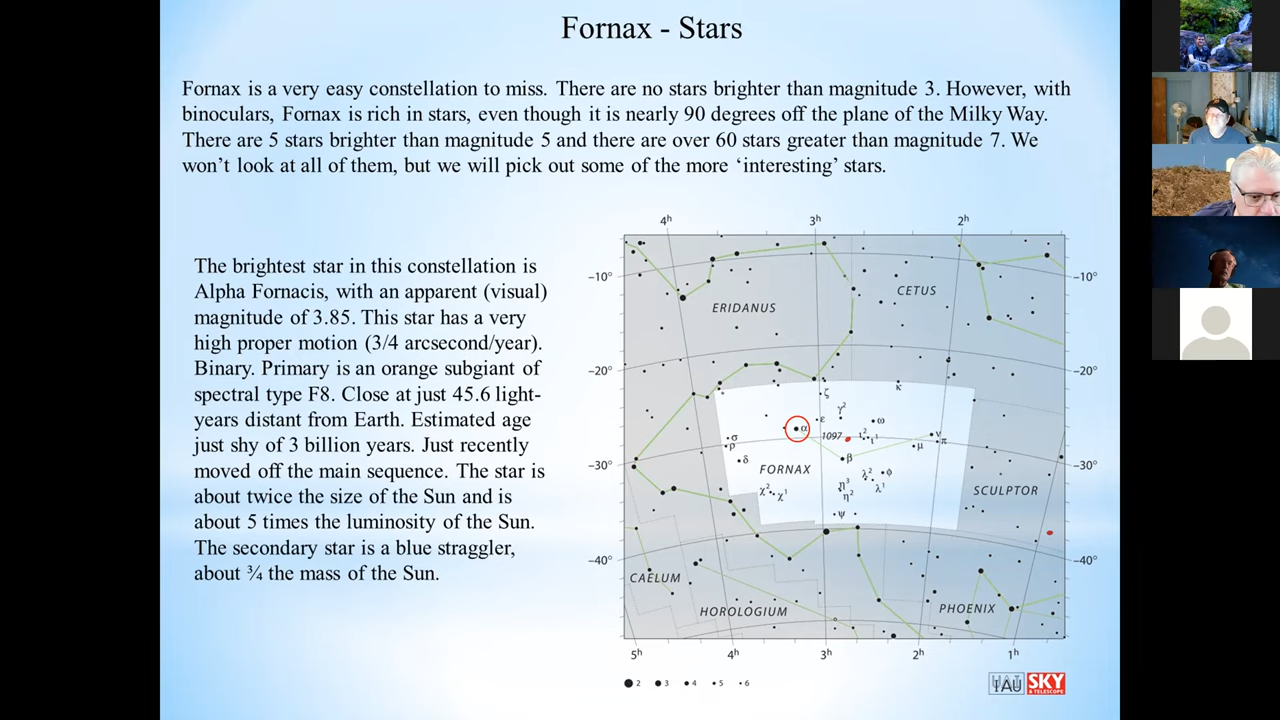 Fornax - Stars
Fornax is a very easy constellation to miss. There are no stars brighter than magnitude 3. However, with
binoculars, Fornax is rich in stars, even though it is nearly 90 degrees off the plane of the Milky Way.
There are 5 stars brighter than magnitude 5 and there are over 60 stars greater than magnitude 7. We
won’t look at all of them, but we will pick out some of the more ‘interesting’ stars.
The brightest star in this constellation is
Alpha Fornacis, with an apparent (visual)
magnitude of 3.85. This star has a very
high proper motion (3/4 arcsecond/year).
Binary. Primary is an orange subgiant of
spectral type F8. Close at just 45.6 light-
years distant from Earth. Estimated age
just shy of 3 billion years. Just recently
moved off the main sequence. The star is
about twice the size of the Sun and is
about 5 times the luminosity of the Sun.
The secondary star is a blue straggler,
about ¾ the mass of the Sun.
4h 3h 2h
−10° −10°
ERIDANUS CETUS
−20° −20°
κ
ζ
γ2
ε ω
α 1097 ι2 ι1 ν
σ π
ρ μ
β
δ
−30° −30°
FORNAX
λ2 φ
λ1
χ2 χ1 η3
η2
SCULPTOR
ψ
−40° −40°
CAELUM
HOROLOGIUM PHOENIX
5h 4h 3h 2h 1h
2 3 4 5 6
IAU SKY
& TELESCOPE